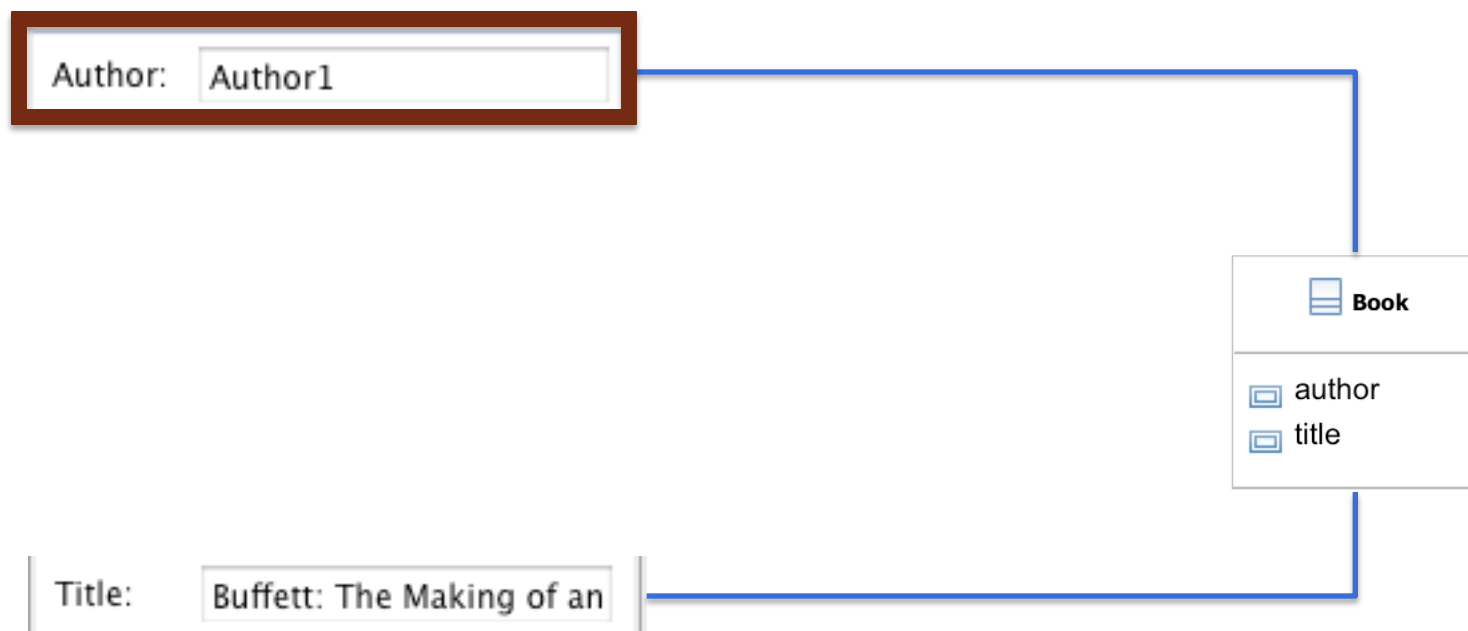 Author: Author1
Book
author
title
Title: Buffett: The Making of an